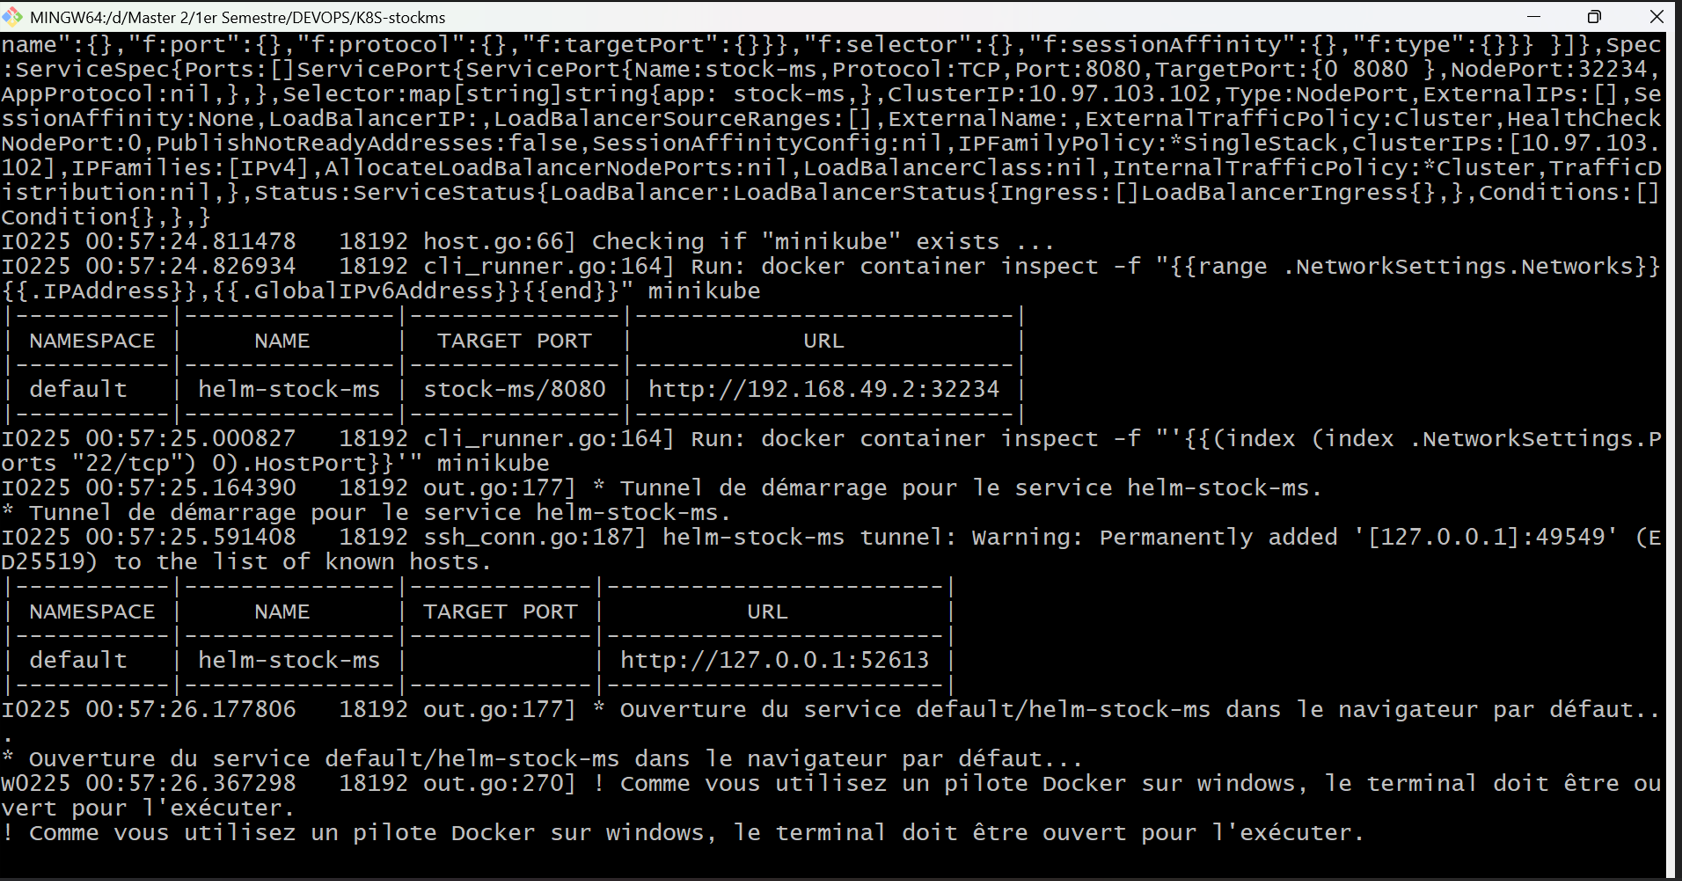 MINGW64:/d/Master 2/1er Semestre/DEVOPS/K8S-stockms
name":{},"f:port":{},"f:protocol":{},"f:targetPort":{}}},"f:selector":{},"f:sessionAffinity":{},"f:type":{}}} }]},Spec
:ServiceSpec{Ports:[]ServicePort{ServicePort{Name:stock-ms,Protocol:TCP,Port:8080,TargetPort:{0 8080 },NodePort:32234,
AppProtocol:nil,},},Selector:map[string]string{app: stock-ms,},ClusterIP:10.97.103.102,Type:NodePort,ExternalIPs:[],Se
ssionAffinity:None,LoadBalancerIP:,LoadBalancerSourceRanges:[],ExternalName:,ExternalTrafficPolicy:Cluster,HealthCheck
NodePort:0,PublishNotReadyAddresses:false,SessionAffinityConfig:nil,IPFamilyPolicy:*SingleStack,ClusterIPs:[10.97.103.
102],IPFamilies:[IPv4],AllocateLoadBalancerNodePorts:nil,LoadBalancerClass:nil,InternalTrafficPolicy:*Cluster,TrafficD
istribution:nil,},Status:ServiceStatus{LoadBalancer:LoadBalancerStatus{Ingress:[]LoadBalancerIngress{},},Conditions:[]
Condition{},},}
I0225 00:57:24.811478   18192 host.go:66] Checking if "minikube" exists ...
I0225 00:57:24.826934   18192 cli_runner.go:164] Run: docker container inspect -f "{{range .NetworkSettings.Networks}}
{{.IPAddress}},{{.GlobalIPv6Address}}{{end}}" minikube
|-----------|---------------|---------------|---------------------------|
| NAMESPACE |     NAME      |  TARGET PORT  |            URL            |
|-----------|---------------|---------------|---------------------------|
| default   | helm-stock-ms | stock-ms/8080 | http://192.168.49.2:32234 |
|-----------|---------------|---------------|---------------------------|
I0225 00:57:25.000827   18192 cli_runner.go:164] Run: docker container inspect -f "'{{(index (index .NetworkSettings.P
orts "22/tcp") 0).HostPort}}'" minikube
I0225 00:57:25.164390   18192 out.go:177] * Tunnel de démarrage pour le service helm-stock-ms.
* Tunnel de démarrage pour le service helm-stock-ms.
I0225 00:57:25.591408   18192 ssh_conn.go:187] helm-stock-ms tunnel: Warning: Permanently added '[127.0.0.1]:49549' (E
D25519) to the list of known hosts.
|-----------|---------------|-------------|------------------------|
| NAMESPACE |     NAME      | TARGET PORT |          URL           |
|-----------|---------------|-------------|------------------------|
| default   | helm-stock-ms |             | http://127.0.0.1:52613 |
|-----------|---------------|-------------|------------------------|
I0225 00:57:26.177806   18192 out.go:177] * Ouverture du service default/helm-stock-ms dans le navigateur par défaut..
.
* Ouverture du service default/helm-stock-ms dans le navigateur par défaut...
W0225 00:57:26.367298   18192 out.go:270] ! Comme vous utilisez un pilote Docker sur windows, le terminal doit être ou
vert pour l'exécuter.
! Comme vous utilisez un pilote Docker sur windows, le terminal doit être ouvert pour l'exécuter.